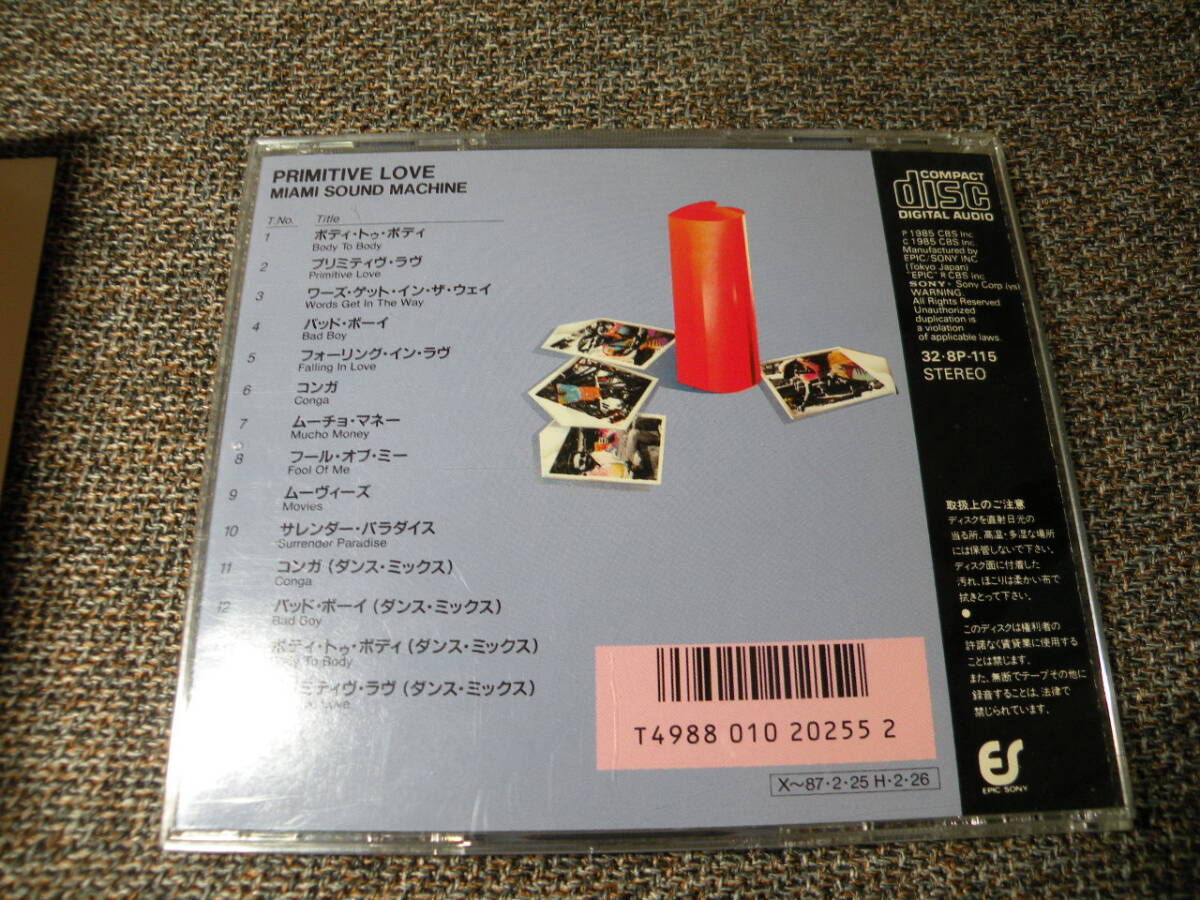 PRIMITIVE LOVE
MIAMI SOUND MACHINE
T.No. Title
1 ボディ・トゥ・ボディ
Body To Body
2 プリミティヴ・ラヴ
Primitive Love
3 ワーズ・ゲット・イン・ザ・ウェイ
Words Get In The Way
4 バッド・ボーイ
Bad Boy
5 フォーリング・イン・ラヴ
Falling In Love
6 コンガ
Conga
7 ムーチョ・マネー
Mucho Money
8 フール・オブ・ミー
Fool Of Me
9 ムーヴィーズ
Movies
10 サレンダー・パラダイス
Surrender Paradise
11 コンガ (ダンス・ミックス)
Conga
12 バッド・ボーイ (ダンス・ミックス)
Bad Boy
ボディ・トゥ・ボディ (ダンス・ミックス)
To Body
ミティヴ・ラヴ (ダンス・ミックス)
T4988 010 20255 2
X〜87・2・25 H・2・26
COMPACT
disc
DIGITAL AUDIO
P 1985 CBS Inc.
C 1985 CBS Inc.
Manufactured by
EPIC/SONY INC
(Tokyo Japan)
"EPIC" R CBS Inc
SONY・Sony Corp (vs)
WARNING.
All Rights Reserved
Unauthorized
duplication is
a violation
of applicable laws.
32・8P-115
STEREO
取扱上のご注意
ディスクを直射日光の
当る所、高温・多湿な場所
には保管しないで下さい。
ディスク面に付着した
汚れ、ほこりは柔かい布で
拭きとって下さい。
●
このディスクは権利者の
許諾なく賃貸業に使用する
ことは禁じます。
また、無断でテープその他に
録音することは、法律で
禁じられています。
ES
EPIC SONY